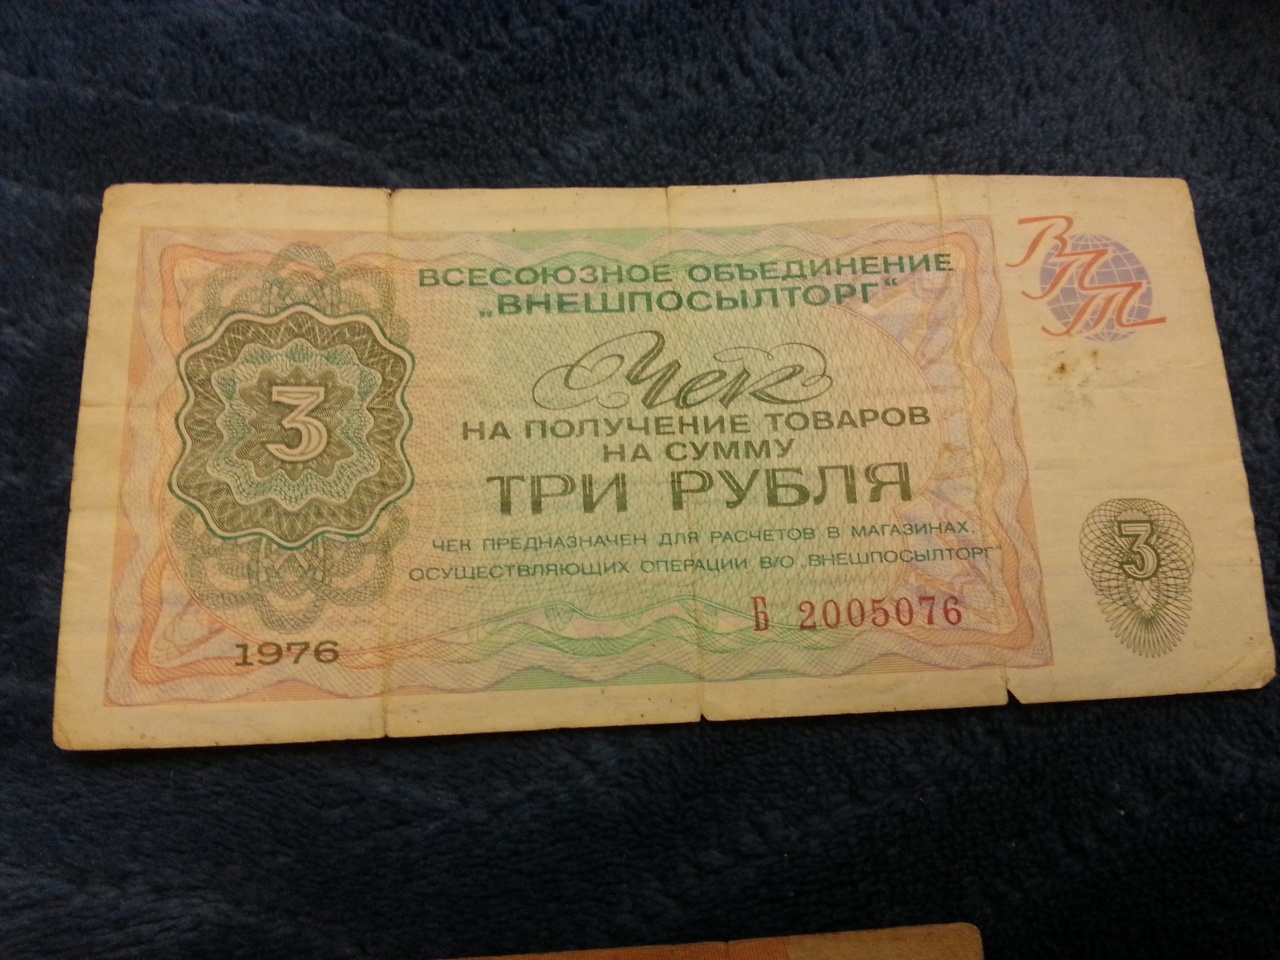 ВСЕСОЮЗНОЕ ОБЪЕДИНЕНИЕ
„ВНЕШПОСЫЛТОРГ“
ВПТ
Чек
НА ПОЛУЧЕНИЕ ТОВАРОВ
НА СУММУ
3
ТРИ РУБЛЯ
ЧЕК ПРЕДНАЗНАЧЕН ДЛЯ РАСЧЕТОВ В МАГАЗИНАХ,
ОСУЩЕСТВЛЯЮЩИХ ОПЕРАЦИИ В/О „ВНЕШПОСЫЛТОРГ“
3
Б 2005076
1976